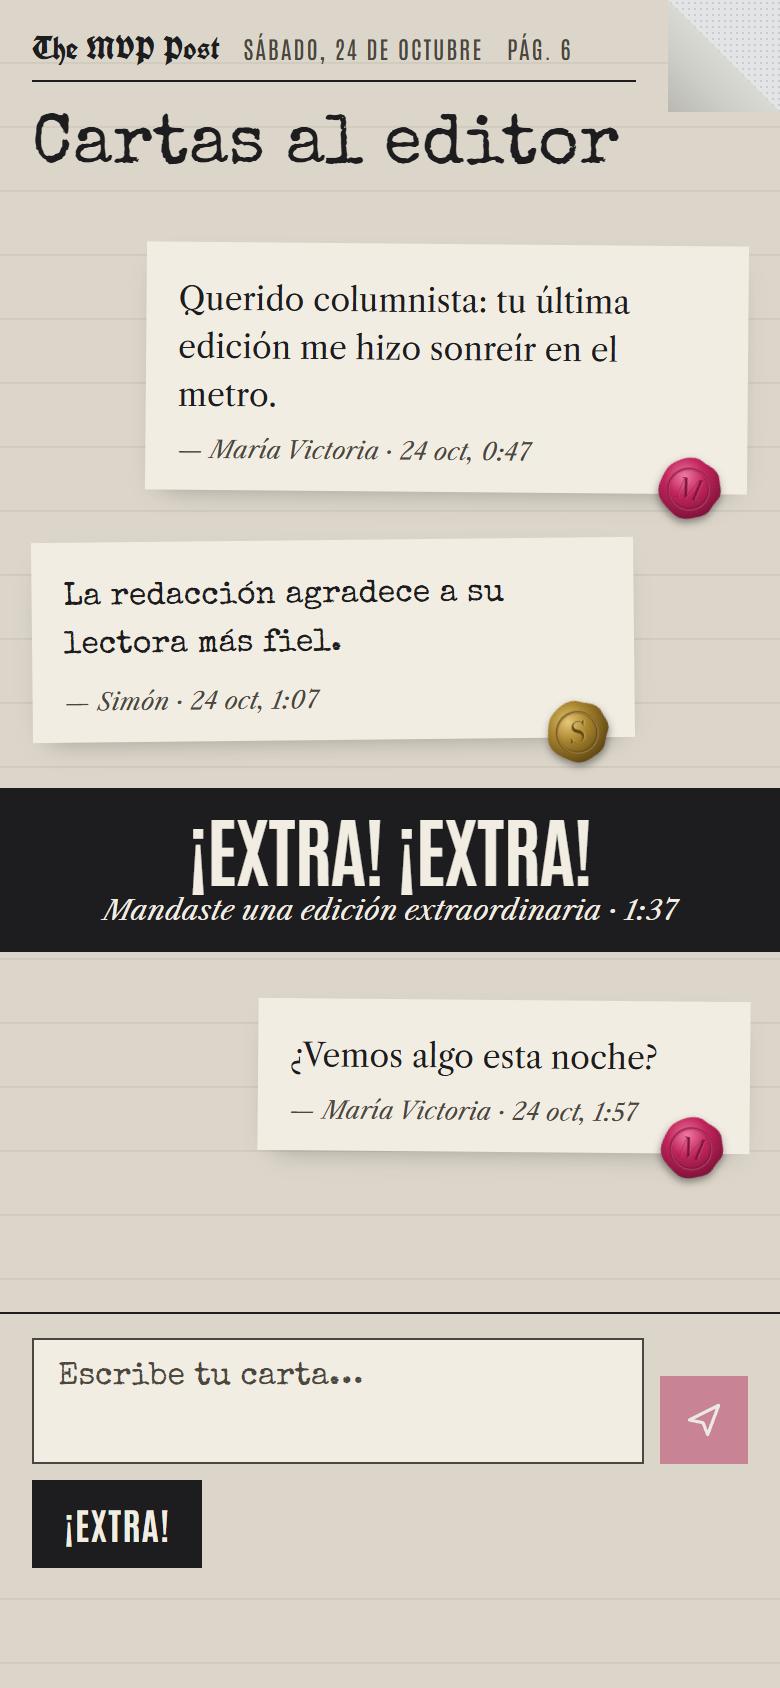 The MVP Post SÁBADO, 24 DE OCTUBRE PÁG. 6
Cartas al editor
Querido columnista: tu última
edición me hizo sonreír en el
metro.
— María Victoria · 24 oct, 0:47
M
La redacción agradece a su
lectora más fiel.
— Simón · 24 oct, 1:07
S
¡EXTRA! ¡EXTRA!
Mandaste una edición extraordinaria · 1:37
¿Vemos algo esta noche?
— María Victoria · 24 oct, 1:57
M
Escribe tu carta...
¡EXTRA!